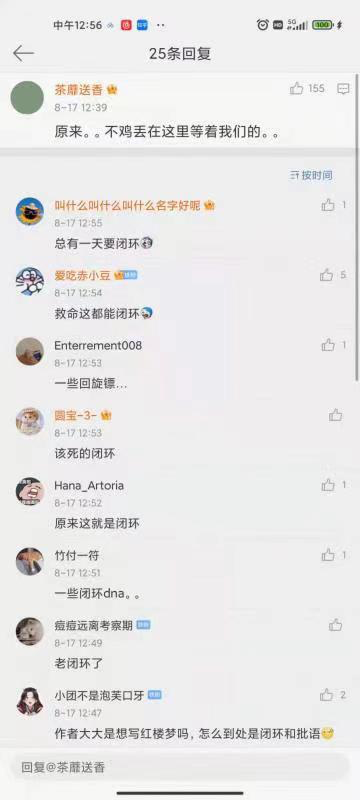 中午12:56
HD 5G 100
25条回复
茶蘼送香
155
8-17 12:39
原来。。不鸡丢在这里等着我们的。。
按时间
叫什么叫什么叫什么名字好呢
1
8-17 12:55
总有一天要闭环
爱吃赤小豆
5
8-17 12:54
救命这都能闭环
Enterrement008
1
8-17 12:53
一些回旋镖...
圆宝-3-
8-17 12:53
该死的闭环
Hana_Artoria
1
8-17 12:52
原来这就是闭环
竹付一符
1
8-17 12:51
一些闭环dna。。
痘痘远离考察期
8-17 12:50
老闭环了
小团不是泡芙口牙
2
8-17 12:47
作者大大是想写红楼梦吗，怎么到处是闭环和批语
回复@茶蘼送香